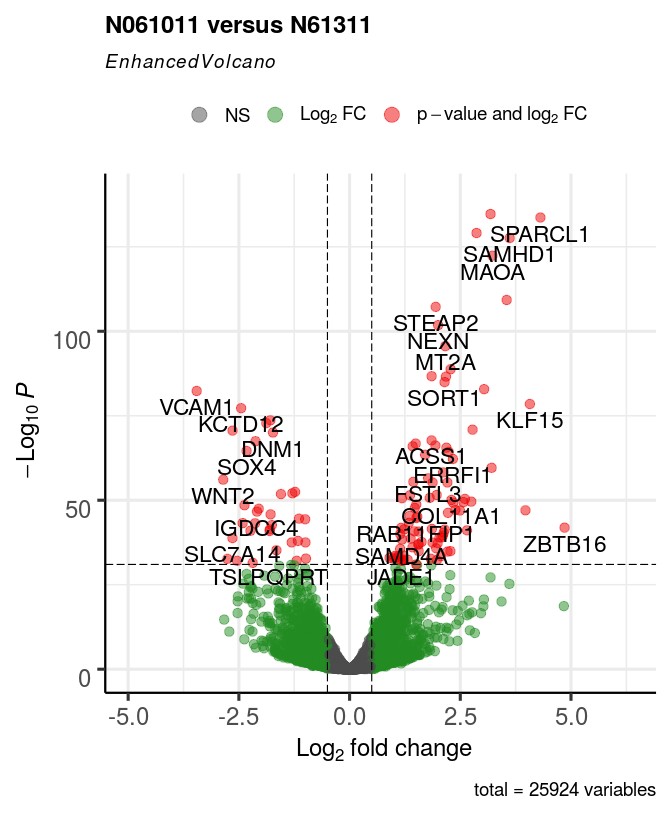 N061011 versus N61311
EnhancedVolcano
NS
Log₂ FC
p − value and log₂ FC
SPARCL1
SAMHD1
MAOA
STEAP2
NEXN
MT2A
SORT1
VCAM1
KCTD12
KLF15
DNM1
ACSS1
SOX4
ERRFI1
WNT2
FSTL3
COL11A1
IGDCC4
RAB11FIP1
ZBTB16
SLC7A14
SAMD4A
TSLP
QPRT
JADE1
−Log₁₀ P
100
50
0
-5.0
-2.5
0.0
2.5
5.0
Log₂ fold change
total = 25924 variables